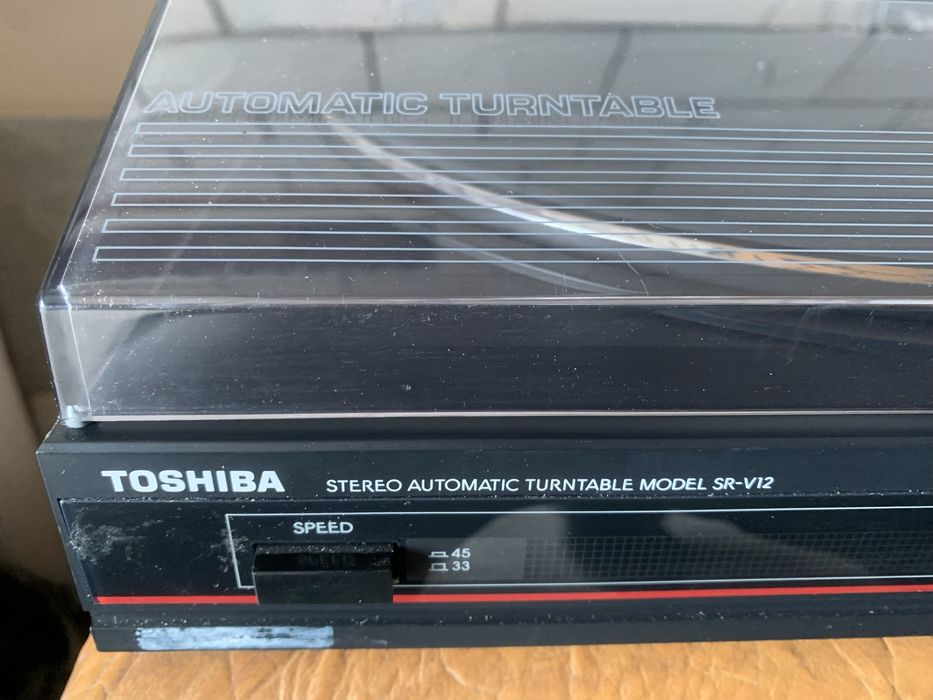 AUTOMATIC TURNTABLE
TOSHIBA STEREO AUTOMATIC TURNTABLE MODEL SR-V12
SPEED
45
33